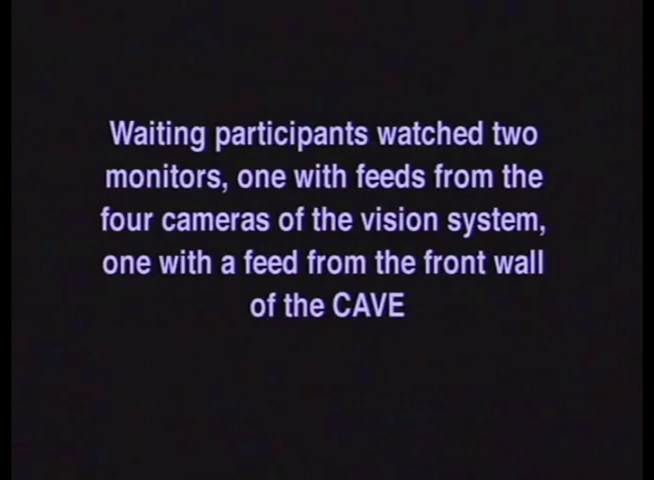 Waiting participants watched two
monitors, one with feeds from the
four cameras of the vision system,
one with a feed from the front wall
of the CAVE